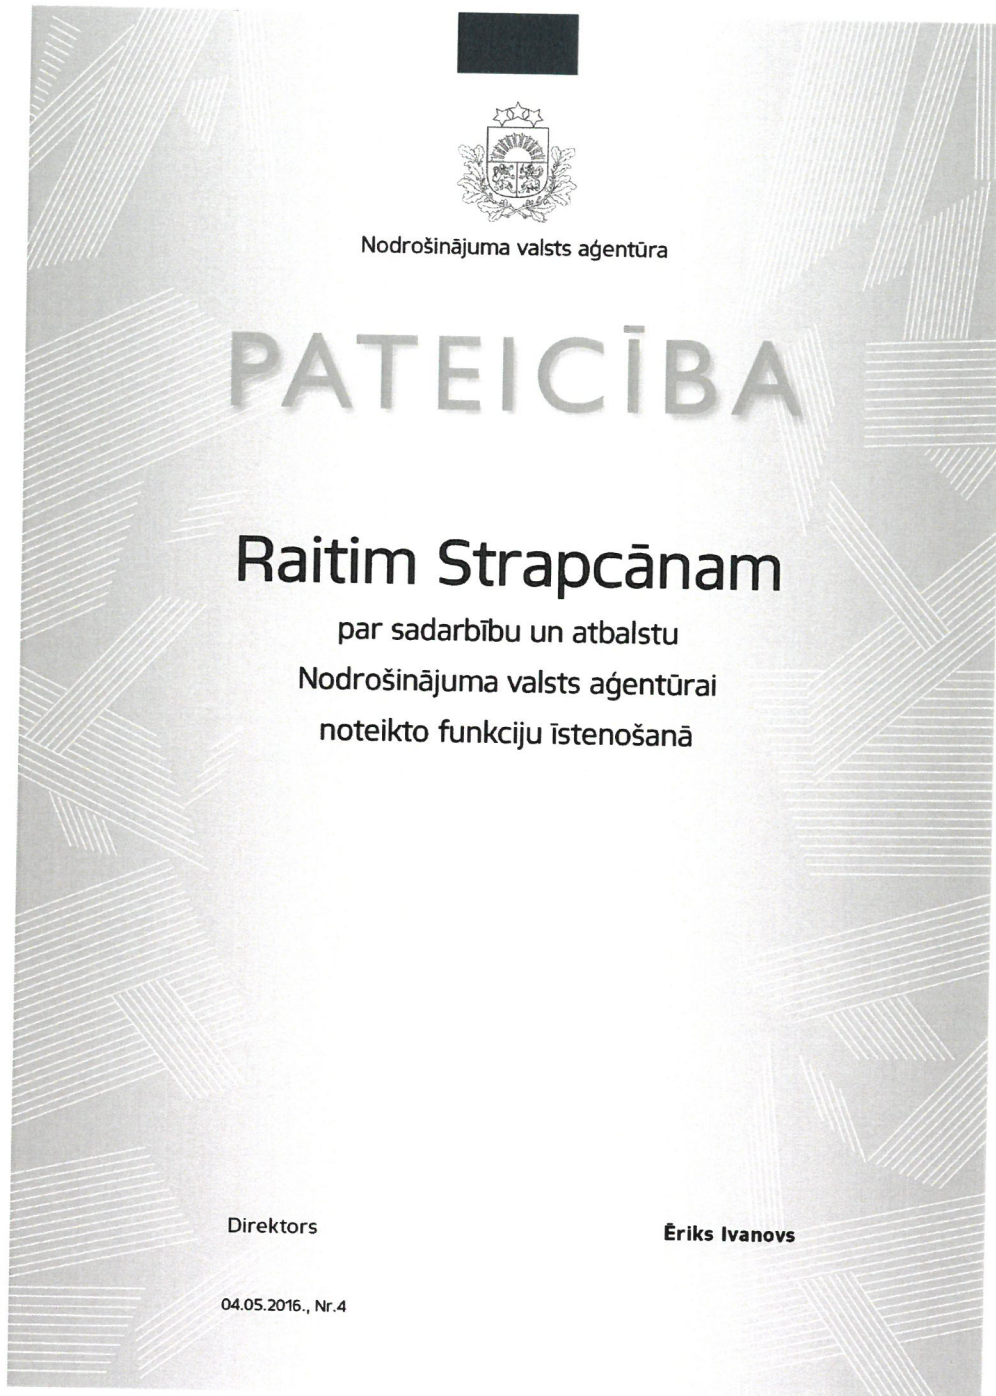 Nodrošinājuma valsts aģentūra
PATEICĪBA
Raitim Strapcānam
par sadarbību un atbalstu
Nodrošinājuma valsts aģentūrai
noteikto funkciju īstenošanā
Direktors
Ēriks Ivanovs
04.05.2016., Nr.4